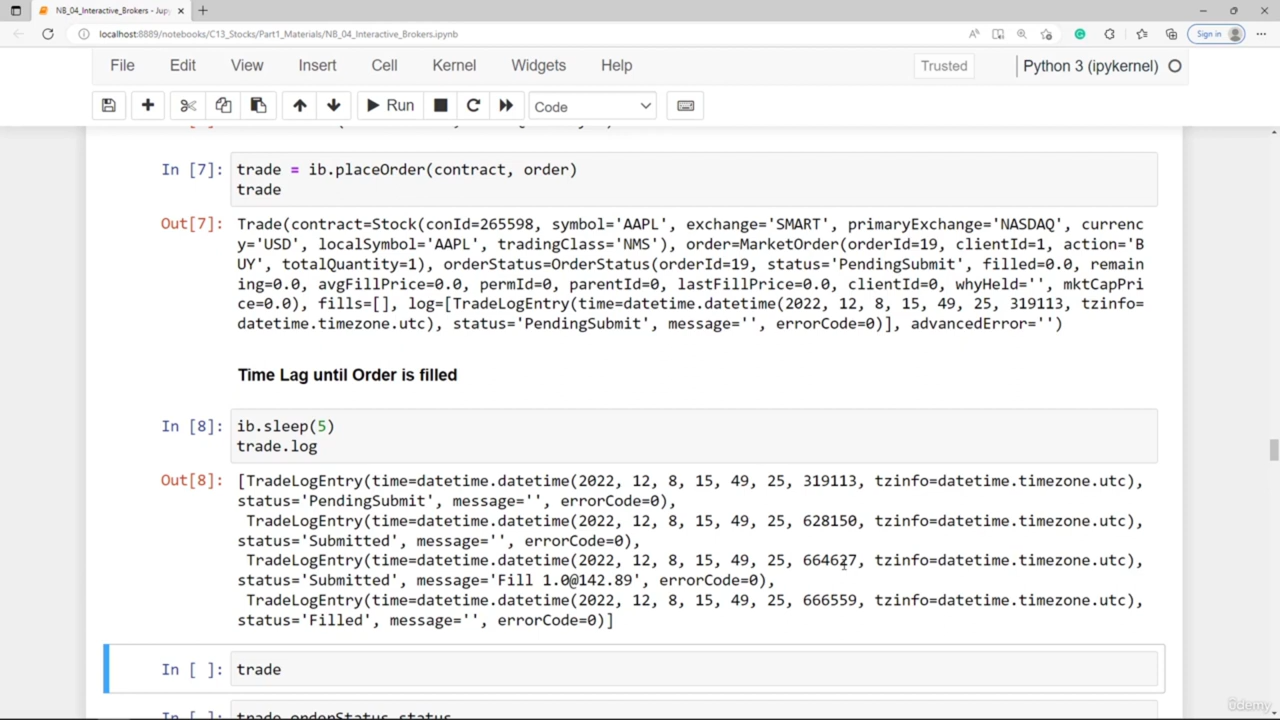 NB_04_Interactive_Brokers - Jup
localhost:8889/notebooks/C13_Stocks/Part1_Materials/NB_04_Interactive_Brokers.ipynb
Sign in
File Edit View Insert Cell Kernel Widgets Help Trusted Python 3 (ipykernel)
Run Code
In [7]: trade = ib.placeOrder(contract, order)
trade
Out[7]: Trade(contract=Stock(conId=265598, symbol='AAPL', exchange='SMART', primaryExchange='NASDAQ', currenc
y='USD', localSymbol='AAPL', tradingClass='NMS'), order=MarketOrder(orderId=19, clientId=1, action='B
UY', totalQuantity=1), orderStatus=OrderStatus(orderId=19, status='PendingSubmit', filled=0.0, remain
ing=0.0, avgFillPrice=0.0, permId=0, parentId=0, lastFillPrice=0.0, clientId=0, whyHeld='', mktCapPri
ce=0.0), fills=[], log=[TradeLogEntry(time=datetime.datetime(2022, 12, 8, 15, 49, 25, 319113, tzinfo=
datetime.timezone.utc), status='PendingSubmit', message='', errorCode=0)], advancedError='')
Time Lag until Order is filled
In [8]: ib.sleep(5)
trade.log
Out[8]: [TradeLogEntry(time=datetime.datetime(2022, 12, 8, 15, 49, 25, 319113, tzinfo=datetime.timezone.utc),
status='PendingSubmit', message='', errorCode=0),
TradeLogEntry(time=datetime.datetime(2022, 12, 8, 15, 49, 25, 628150, tzinfo=datetime.timezone.utc),
status='Submitted', message='', errorCode=0),
TradeLogEntry(time=datetime.datetime(2022, 12, 8, 15, 49, 25, 664627, tzinfo=datetime.timezone.utc),
status='Submitted', message='Fill 1.0@142.89', errorCode=0),
TradeLogEntry(time=datetime.datetime(2022, 12, 8, 15, 49, 25, 666559, tzinfo=datetime.timezone.utc),
status='Filled', message='', errorCode=0)]
In [ ]: trade
In [ ]: trade.orderStatus.status
Udemy